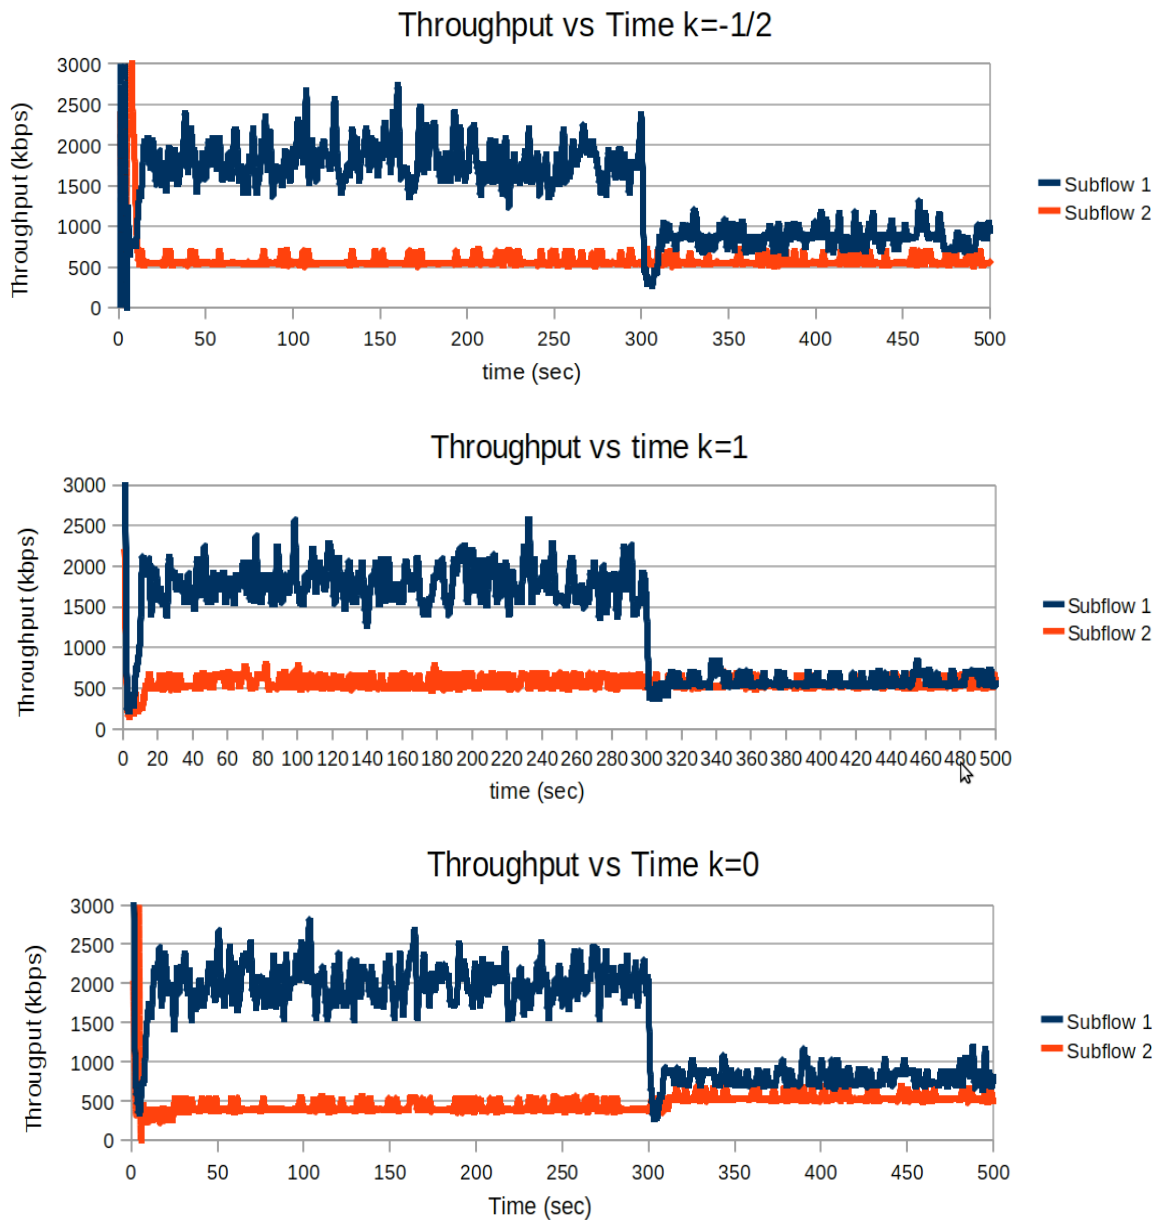 Throughput vs Time k=-1/2
Throughput (kbps)
3000
2500
2000
1500
1000
500
0
0 50 100 150 200 250 300 350 400 450 500
time (sec)
Subflow 1
Subflow 2
Throughput vs time k=1
Throughput (kbps)
3000
2500
2000
1500
1000
500
0
0 20 40 60 80 100 120 140 160 180 200 220 240 260 280 300 320 340 360 380 400 420 440 460 480 500
time (sec)
Subflow 1
Subflow 2
Throughput vs Time k=0
Througput (kbps)
3000
2500
2000
1500
1000
500
0
0 50 100 150 200 250 300 350 400 450 500
Time (sec)
Subflow 1
Subflow 2